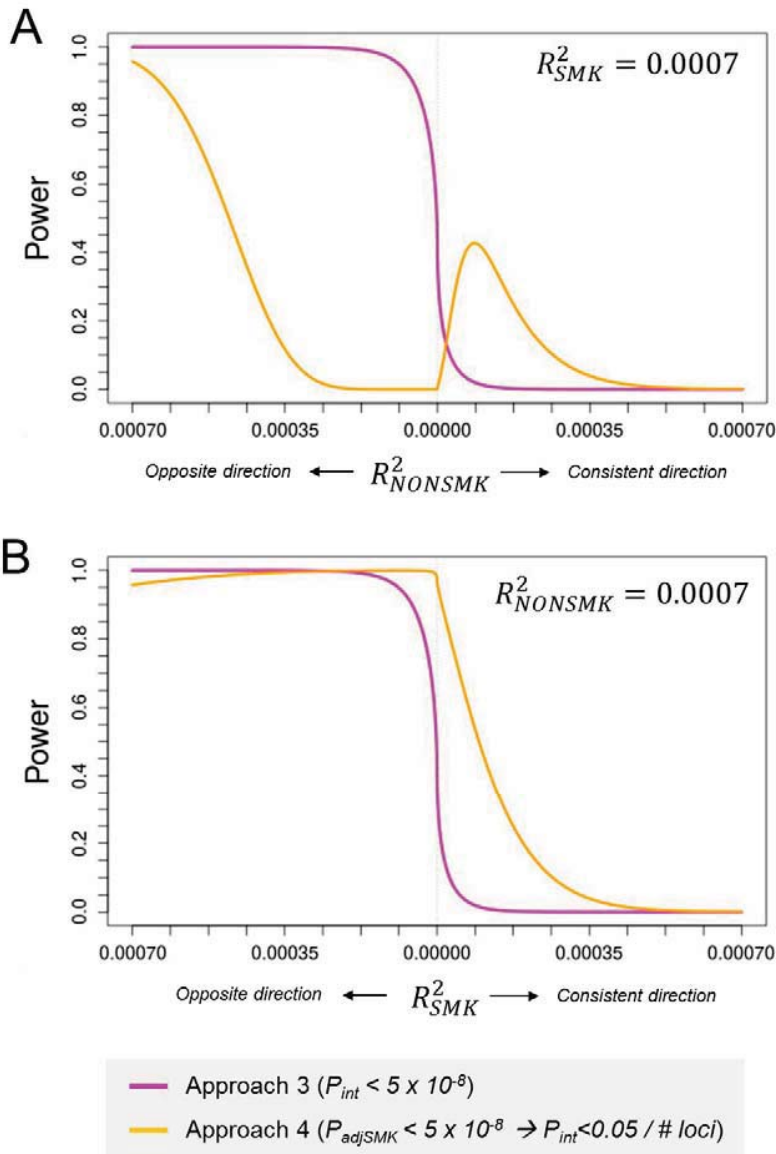 A
R²SMK = 0.0007
Power
1.0
0.8
0.6
0.4
0.2
0.0
0.00070 0.00035 0.00000 0.00035 0.00070
Opposite direction ← R²NONSMK → Consistent direction
B
R²NONSMK = 0.0007
Power
1.0
0.8
0.6
0.4
0.2
0.0
0.00070 0.00035 0.00000 0.00035 0.00070
Opposite direction ← R²SMK → Consistent direction
Approach 3 (Pint < 5 x 10⁻⁸)
Approach 4 (PadjSMK < 5 x 10⁻⁸ → Pint<0.05 / # loci)